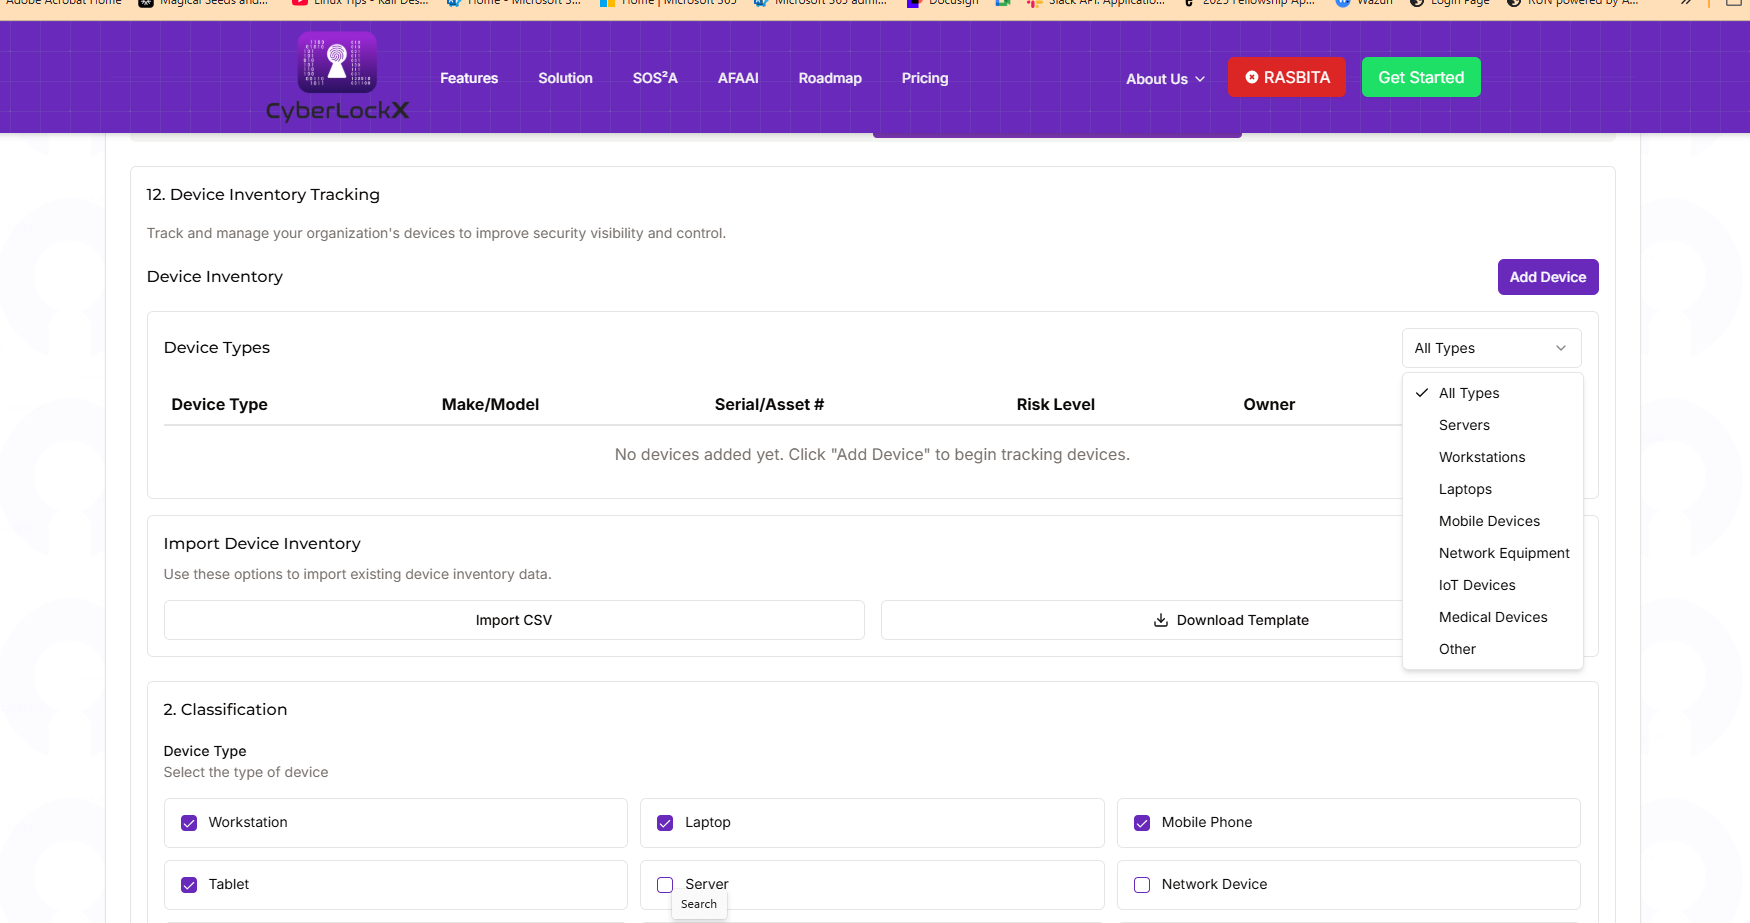 Adobe Acrobat Home Magical Seeds and... Linux Tips - Kali Des... Home - Microsoft 3... Home | Microsoft 365 Microsoft 365 admi... Docusign Slack API: Applicatio... 2025 Fellowship Ap... Wazuh Login Page RUN powered by A...
CyberLockX
Features Solution SOS²A AFAAI Roadmap Pricing About Us RASBITA Get Started
12. Device Inventory Tracking
Track and manage your organization's devices to improve security visibility and control.
Device Inventory Add Device
Device Types All Types
Device Type Make/Model Serial/Asset # Risk Level Owner
No devices added yet. Click "Add Device" to begin tracking devices.
All Types
Servers
Workstations
Laptops
Mobile Devices
Network Equipment
IoT Devices
Medical Devices
Other
Import Device Inventory
Use these options to import existing device inventory data.
Import CSV Download Template
2. Classification
Device Type
Select the type of device
Workstation Laptop Mobile Phone
Tablet Server Network Device
Search